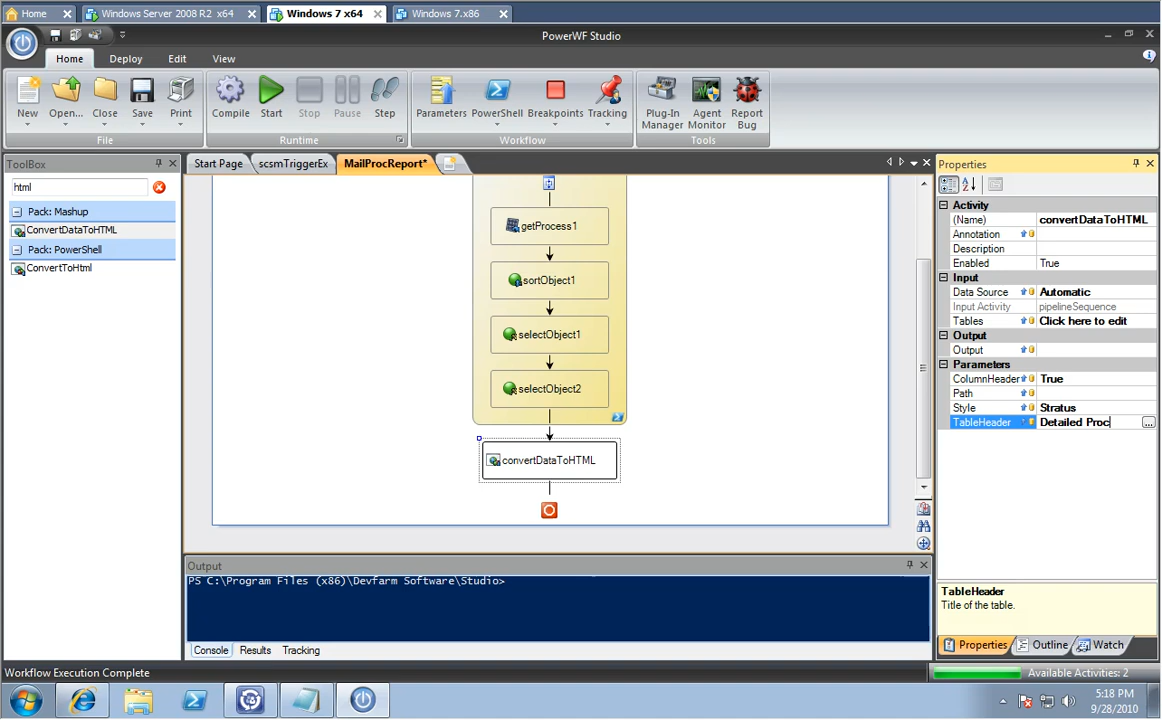 Home
Windows Server 2008 R2 x64
Windows 7 x64
Windows 7.x86
PowerWF Studio
Home
Deploy
Edit
View
New
Open...
Close
Save
Print
File
Compile
Start
Stop
Pause
Step
Runtime
Parameters
PowerShell
Breakpoints
Tracking
Workflow
Plug-In Manager
Agent Monitor
Report Bug
Tools
ToolBox
html
Pack: Mashup
ConvertDataToHTML
Pack: PowerShell
ConvertToHtml
Start Page
scsmTriggerEx
MailProcReport*
getProcess1
sortObject1
selectObject1
selectObject2
convertDataToHTML
Output
PS C:\Program Files (x86)\Devfarm Software\Studio>
Console
Results
Tracking
Properties
Activity
(Name) convertDataToHTML
Annotation
Description
Enabled True
Input
Data Source Automatic
Input Activity pipelineSequence
Tables Click here to edit
Output
Output
Parameters
ColumnHeader True
Path
Style Stratus
TableHeader Detailed Proc
...
TableHeader
Title of the table.
Properties
Outline
Watch
Workflow Execution Complete
Available Activities: 2
5:18 PM
9/28/2010